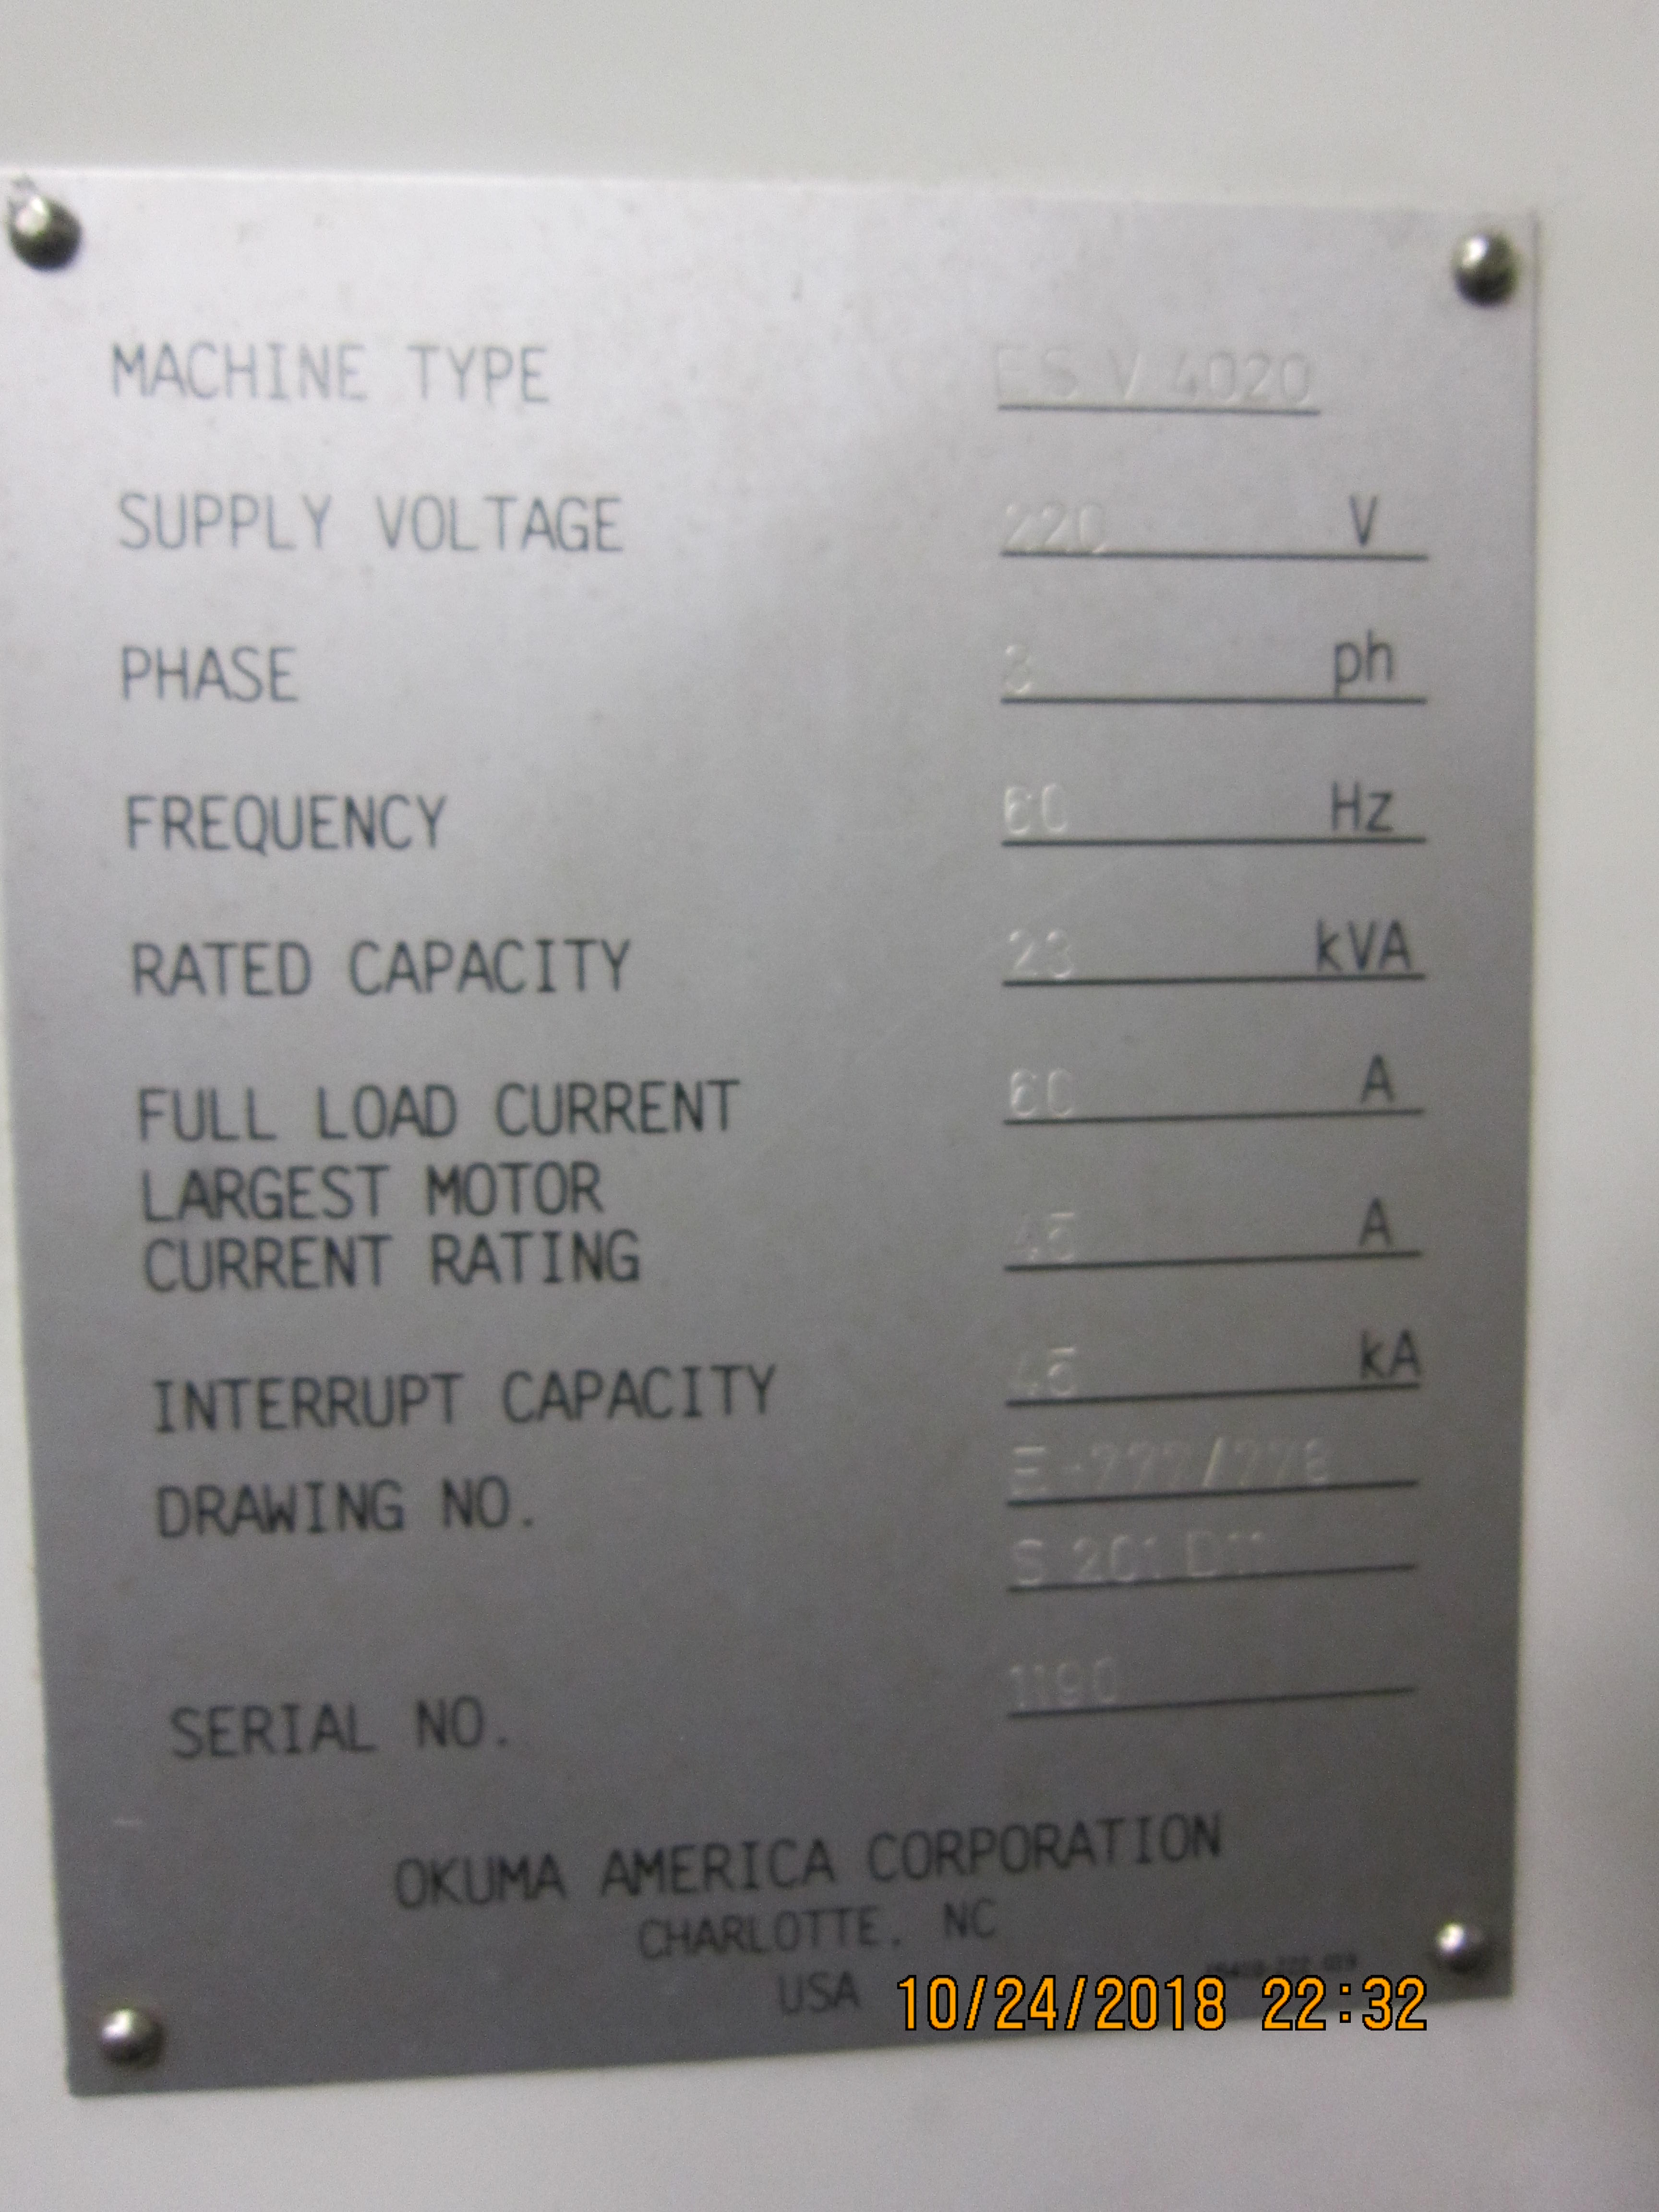 MACHINE TYPE ES V 4020
SUPPLY VOLTAGE 220 V
PHASE 3 ph
FREQUENCY 60 Hz
RATED CAPACITY 23 kVA
FULL LOAD CURRENT 60 A
LARGEST MOTOR
CURRENT RATING 45 A
INTERRUPT CAPACITY 45 kA
DRAWING NO.
SERIAL NO. 1190
OKUMA AMERICA CORPORATION
CHARLOTTE, NC
USA
10/24/2018 22:32